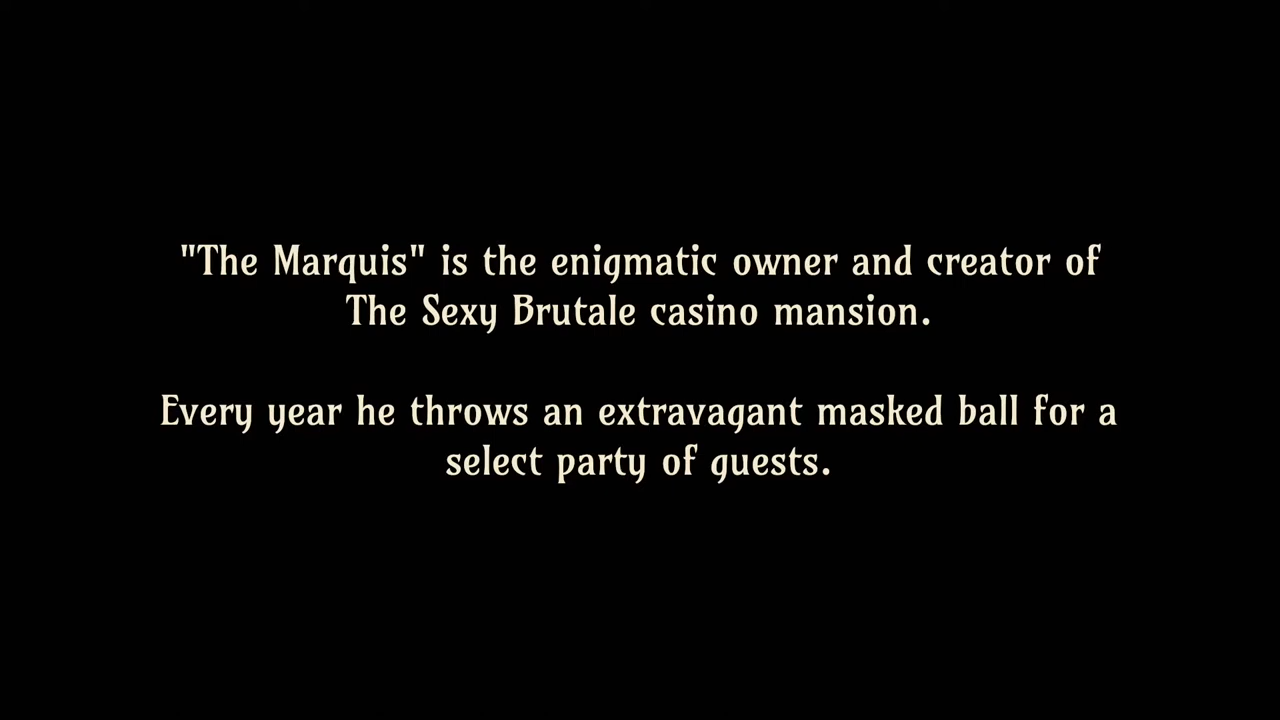 "The Marquis" is the enigmatic owner and creator of
The Sexy Brutale casino mansion.
Every year he throws an extravagant masked ball for a
select party of guests.